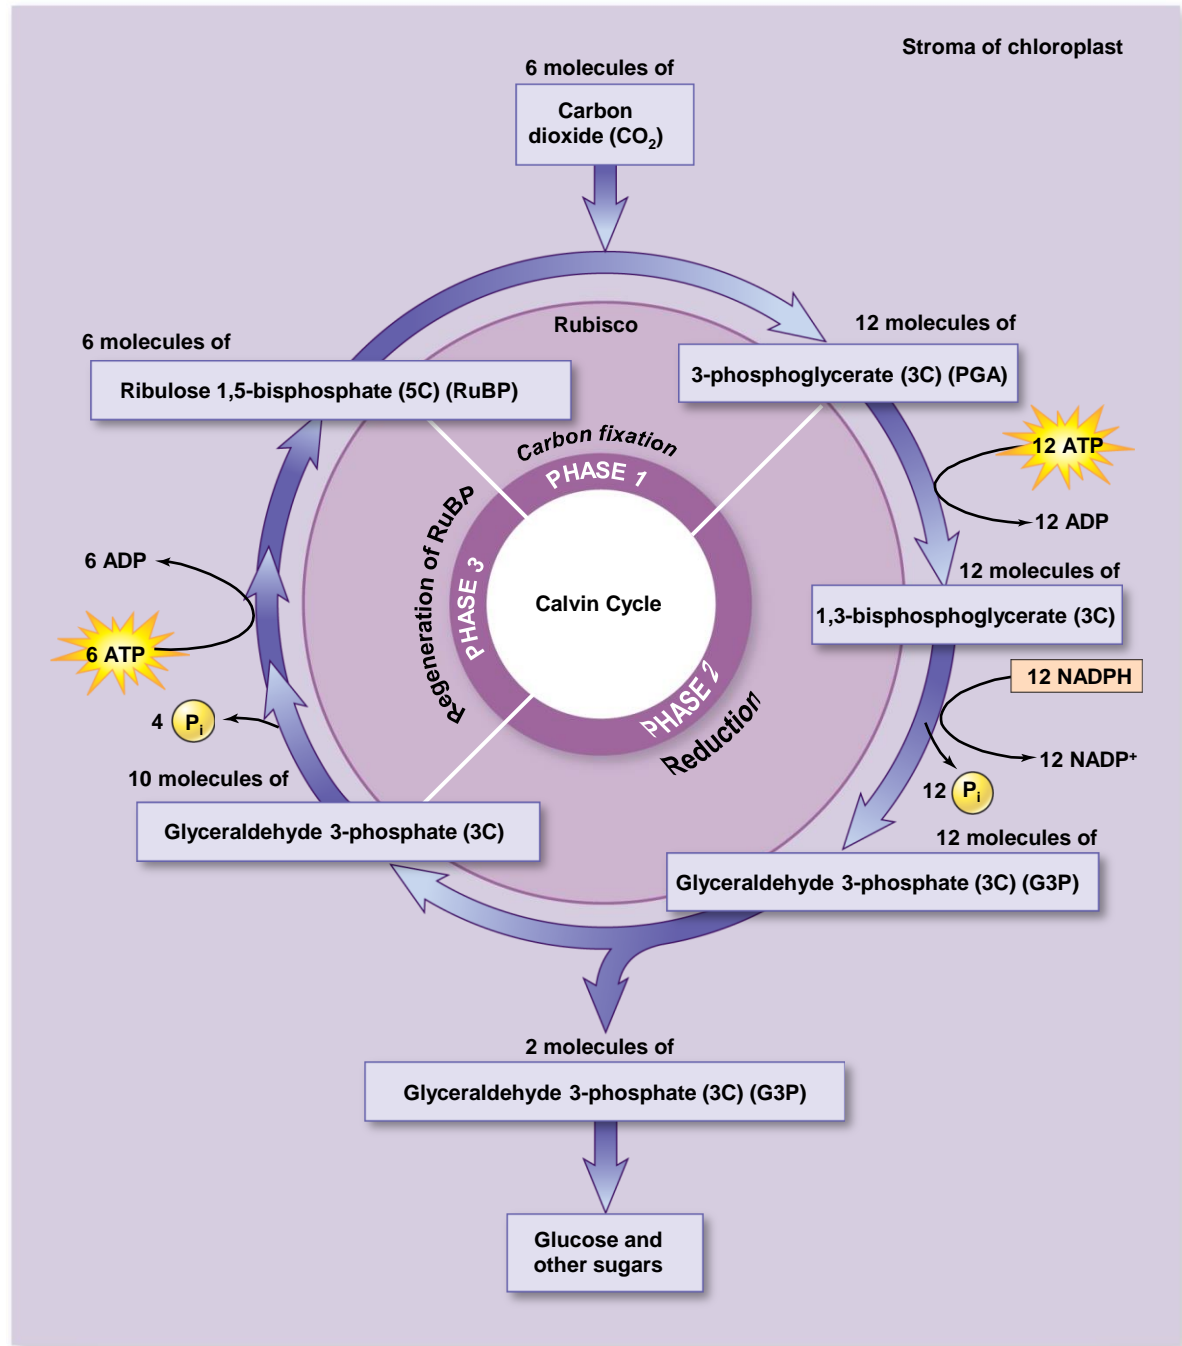 Stroma of chloroplast
6 molecules of
Carbon
dioxide (CO₂)
Rubisco
12 molecules of
3-phosphoglycerate (3C) (PGA)
6 molecules of
Ribulose 1,5-bisphosphate (5C) (RuBP)
12 ATP
12 ADP
Carbon fixation
PHASE 1
Regeneration of RuBP
PHASE 3
Calvin Cycle
PHASE 2
Reduction
6 ADP
6 ATP
4 Pᵢ
12 molecules of
1,3-bisphosphoglycerate (3C)
12 NADPH
12 NADP⁺
12 Pᵢ
10 molecules of
Glyceraldehyde 3-phosphate (3C)
12 molecules of
Glyceraldehyde 3-phosphate (3C) (G3P)
2 molecules of
Glyceraldehyde 3-phosphate (3C) (G3P)
Glucose and
other sugars